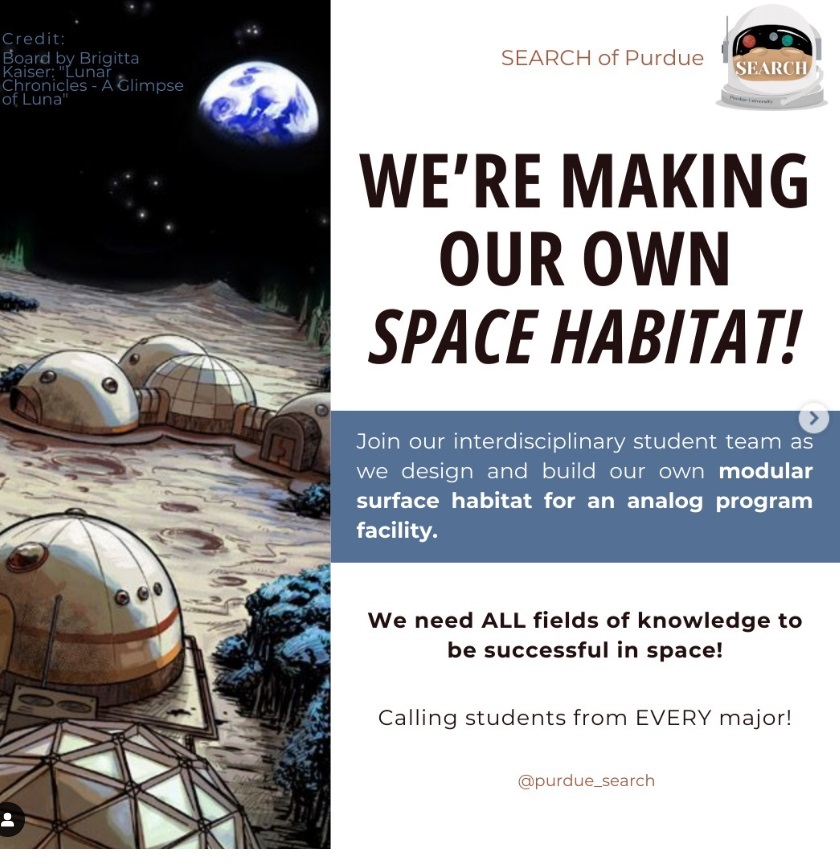 Credit:
Board by Brigitta
Kaiser: "Lunar
Chronicles - A Glimpse
of Luna"
SEARCH of Purdue
SEARCH
Purdue University
WE'RE MAKING
OUR OWN
SPACE HABITAT!
Join our interdisciplinary student team as
we design and build our own modular
surface habitat for an analog program
facility.
We need ALL fields of knowledge to
be successful in space!
Calling students from EVERY major!
@purdue_search